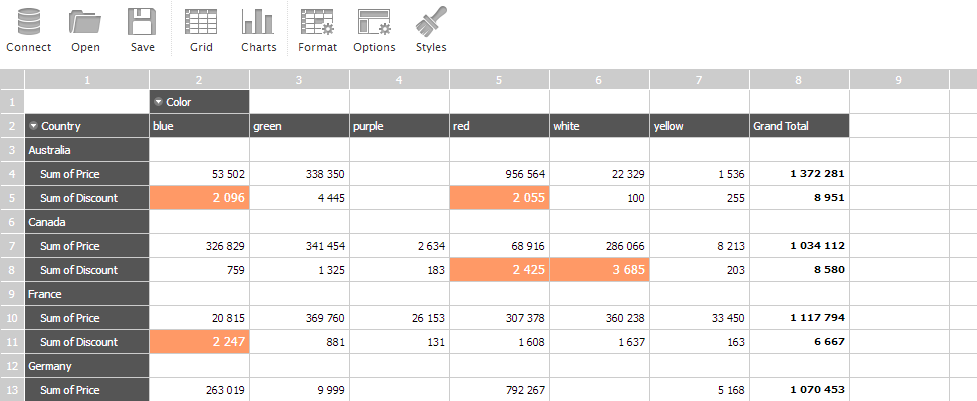 Connect Open Save Grid Charts Format Options Styles
1 2 3 4 5 6 7 8 9
1 Color
2 Country blue green purple red white yellow Grand Total
3 Australia
4 Sum of Price 53 502 338 350 956 564 22 329 1 536 1 372 281
5 Sum of Discount 2 096 4 445 2 055 100 255 8 951
6 Canada
7 Sum of Price 326 829 341 454 2 634 68 916 286 066 8 213 1 034 112
8 Sum of Discount 759 1 325 183 2 425 3 685 203 8 580
9 France
10 Sum of Price 20 815 369 760 26 153 307 378 360 238 33 450 1 117 794
11 Sum of Discount 2 247 881 131 1 608 1 637 163 6 667
12 Germany
13 Sum of Price 263 019 9 999 792 267 5 168 1 070 453